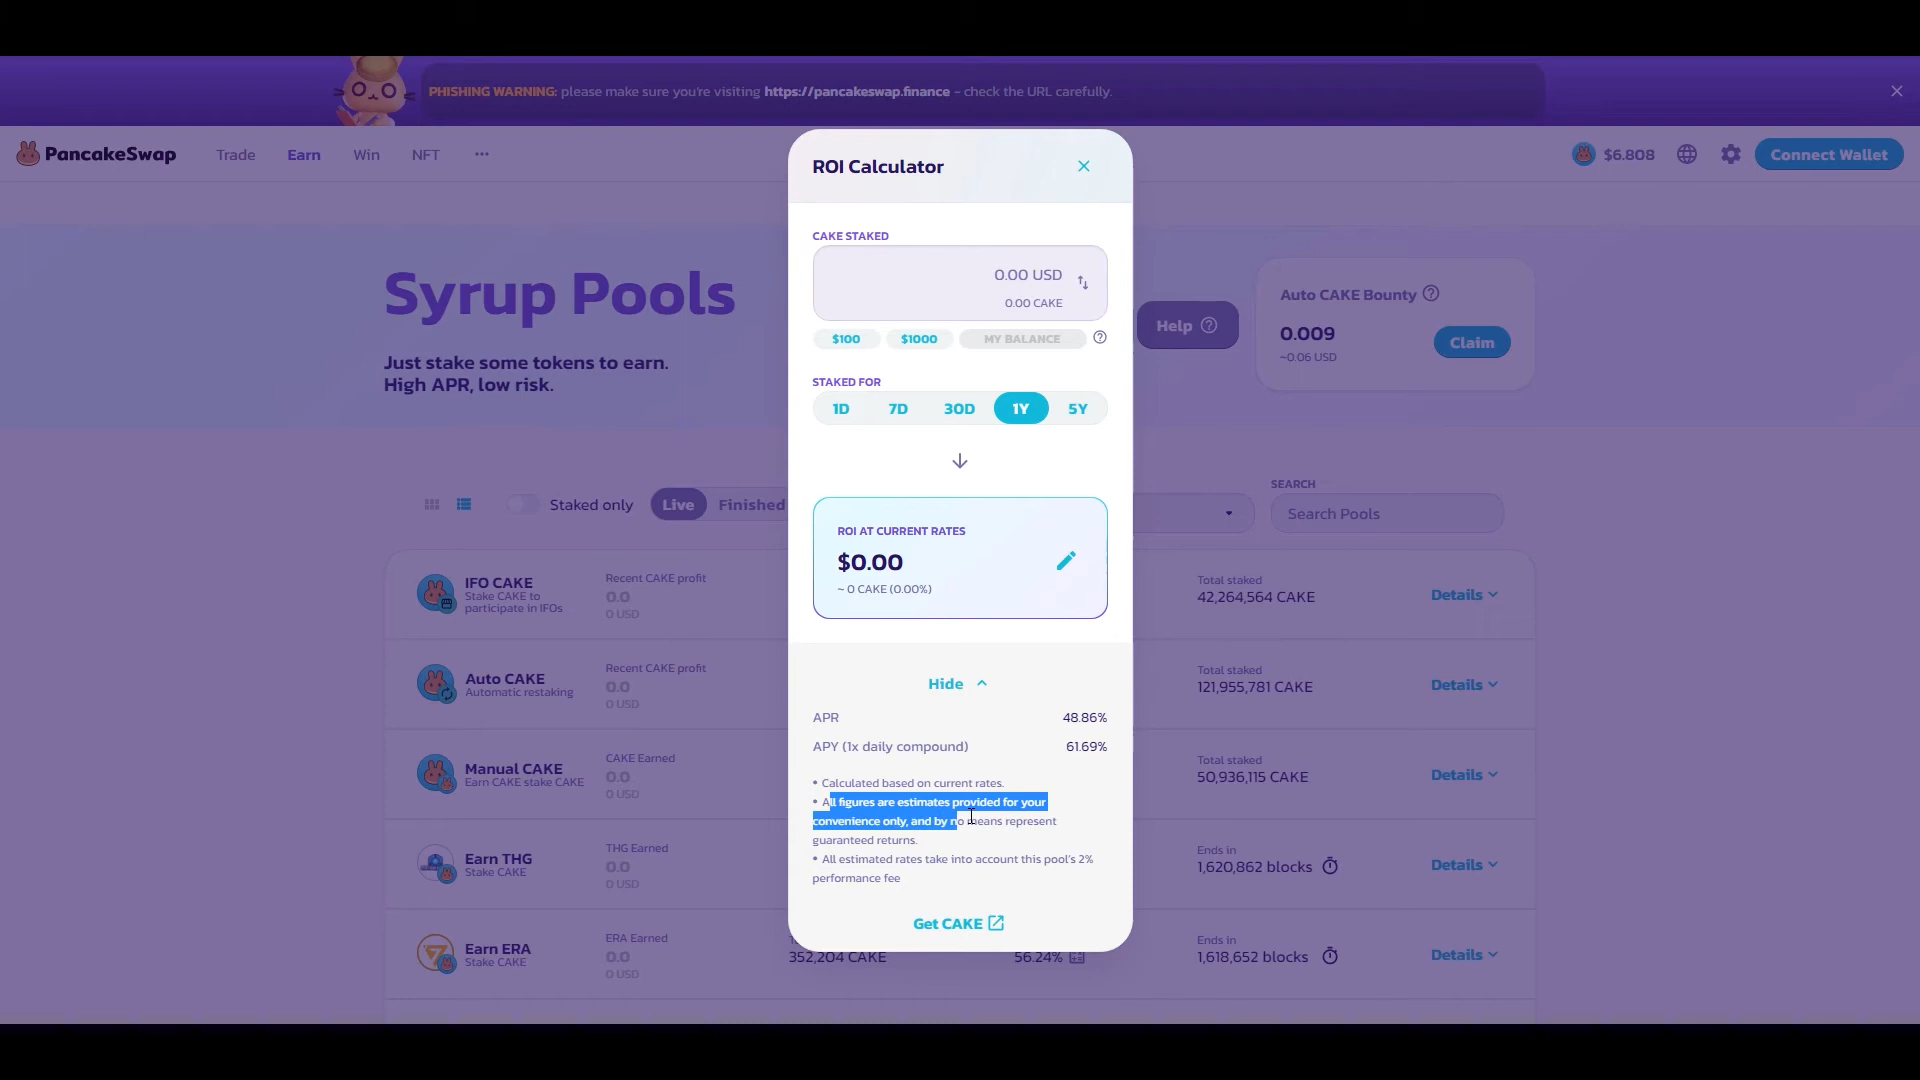 PHISHING WARNING: please make sure you're visiting https://pancakeswap.finance - check the URL carefully.
PancakeSwap
Trade
Earn
Win
NFT
$6.808
Connect Wallet
Syrup Pools
Just stake some tokens to earn.
High APR, low risk.
Help
Auto CAKE Bounty
0.009
~0.06 USD
Claim
ROI Calculator
CAKE STAKED
0.00 USD
0.00 CAKE
$100
$1000
MY BALANCE
STAKED FOR
1D
7D
30D
1Y
5Y
ROI AT CURRENT RATES
$0.00
~ 0 CAKE (0.00%)
Hide
APR 48.86%
APY (1x daily compound) 61.69%
• Calculated based on current rates.
• All figures are estimates provided for your
convenience only, and by no means represent
guaranteed returns.
• All estimated rates take into account this pool's 2%
performance fee
Get CAKE
Staked only
Live
Finished
SEARCH
Search Pools
IFO CAKE
Stake CAKE to
participate in IFOs
Recent CAKE profit
0.0
0 USD
Total staked
42,264,564 CAKE
Details
Auto CAKE
Automatic restaking
Recent CAKE profit
0.0
0 USD
Total staked
121,955,781 CAKE
Details
Manual CAKE
Earn CAKE stake CAKE
CAKE Earned
0.0
0 USD
Total staked
50,936,115 CAKE
Details
Earn THG
Stake CAKE
THG Earned
0.0
0 USD
Ends in
1,620,862 blocks
Details
Earn ERA
Stake CAKE
ERA Earned
0.0
0 USD
352,204 CAKE
56.24%
Ends in
1,618,652 blocks
Details